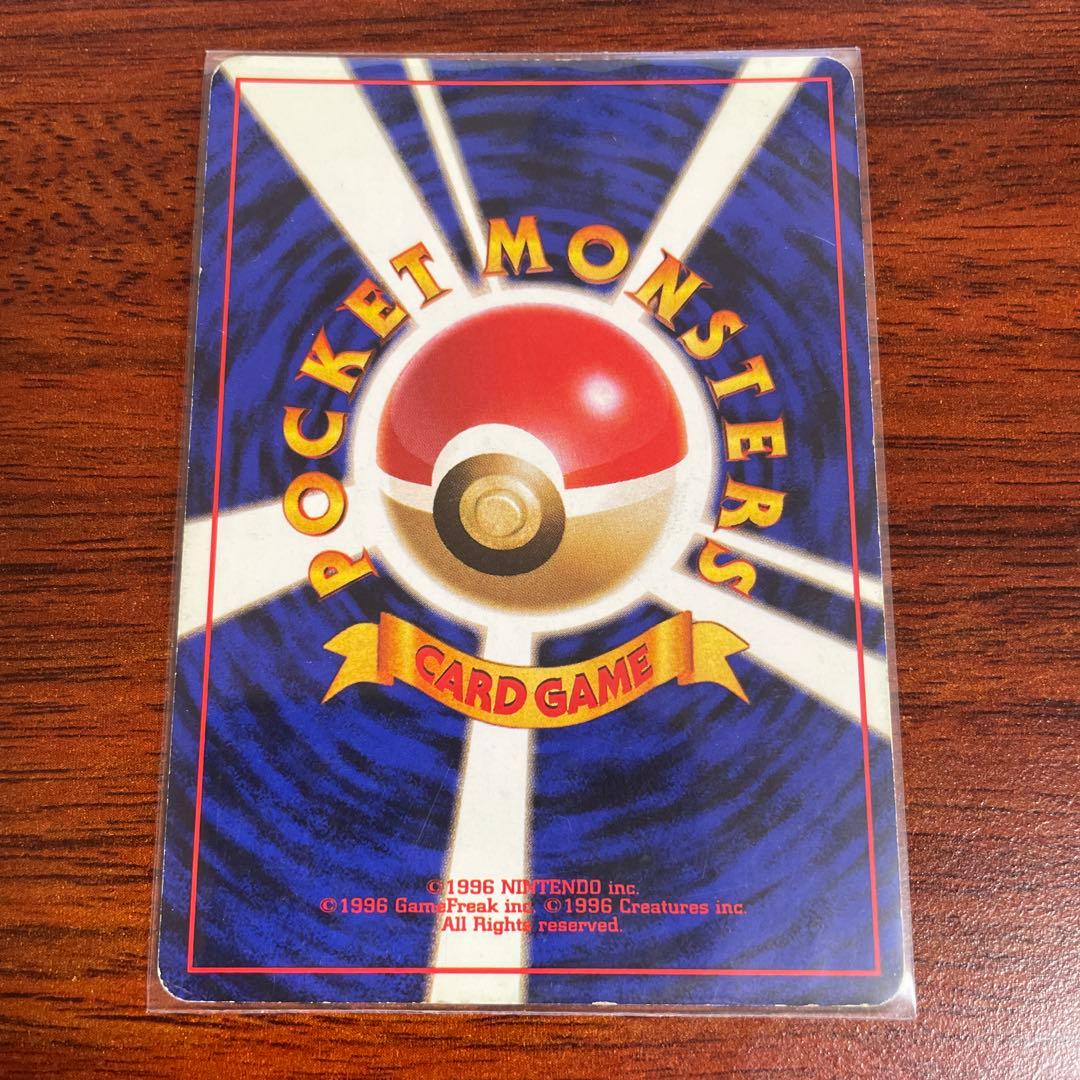 POCKET MONSTERS
CARD GAME
©1996 NINTENDO inc.
©1996 GameFreak inc. ©1996 Creatures inc.
All Rights reserved.